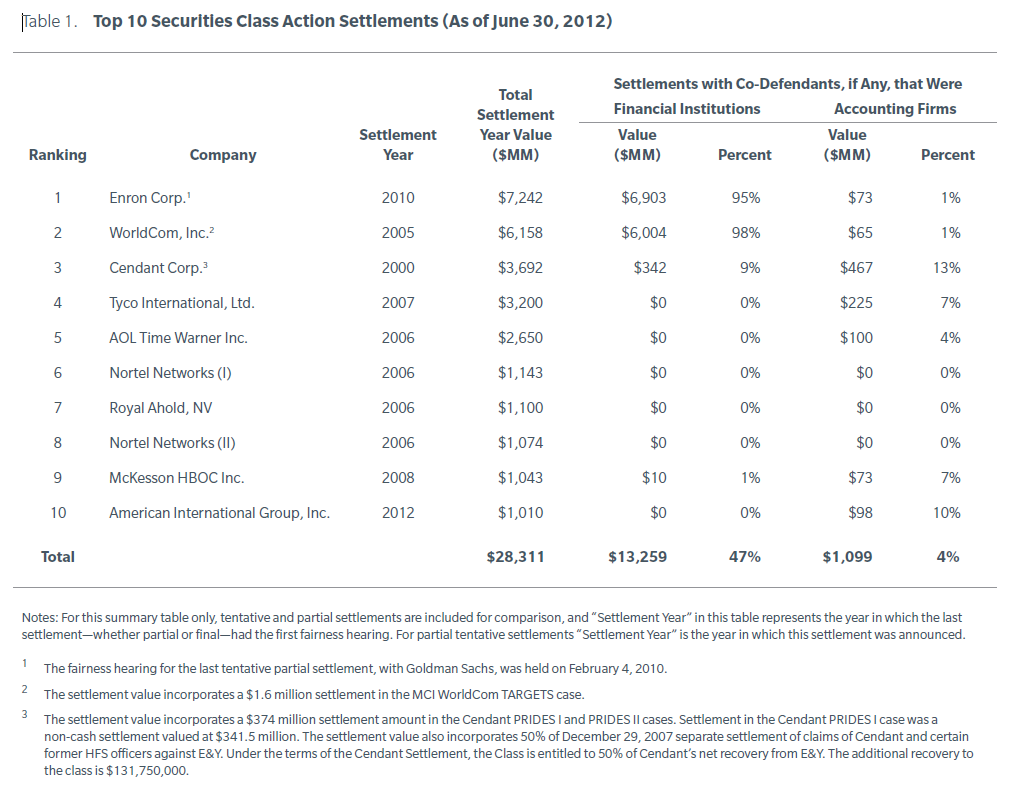 Table 1. Top 10 Securities Class Action Settlements (As of June 30, 2012)
Settlements with Co-Defendants, if Any, that Were
Total
Settlement Financial Institutions Accounting Firms
Settlement Year Value Value Value
Ranking Company Year ($MM) ($MM) Percent ($MM) Percent
1 Enron Corp.¹ 2010 $7,242 $6,903 95% $73 1%
2 WorldCom, Inc.² 2005 $6,158 $6,004 98% $65 1%
3 Cendant Corp.³ 2000 $3,692 $342 9% $467 13%
4 Tyco International, Ltd. 2007 $3,200 $0 0% $225 7%
5 AOL Time Warner Inc. 2006 $2,650 $0 0% $100 4%
6 Nortel Networks (I) 2006 $1,143 $0 0% $0 0%
7 Royal Ahold, NV 2006 $1,100 $0 0% $0 0%
8 Nortel Networks (II) 2006 $1,074 $0 0% $0 0%
9 McKesson HBOC Inc. 2008 $1,043 $10 1% $73 7%
10 American International Group, Inc. 2012 $1,010 $0 0% $98 10%
Total $28,311 $13,259 47% $1,099 4%
Notes: For this summary table only, tentative and partial settlements are included for comparison, and “Settlement Year” in this table represents the year in which the last
settlement—whether partial or final—had the first fairness hearing. For partial tentative settlements “Settlement Year” is the year in which this settlement was announced.
1 The fairness hearing for the last tentative partial settlement, with Goldman Sachs, was held on February 4, 2010.
2 The settlement value incorporates a $1.6 million settlement in the MCI WorldCom TARGETS case.
3 The settlement value incorporates a $374 million settlement amount in the Cendant PRIDES I and PRIDES II cases. Settlement in the Cendant PRIDES I case was a
non-cash settlement valued at $341.5 million. The settlement value also incorporates 50% of December 29, 2007 separate settlement of claims of Cendant and certain
former HFS officers against E&Y. Under the terms of the Cendant Settlement, the Class is entitled to 50% of Cendant’s net recovery from E&Y. The additional recovery to
the class is $131,750,000.